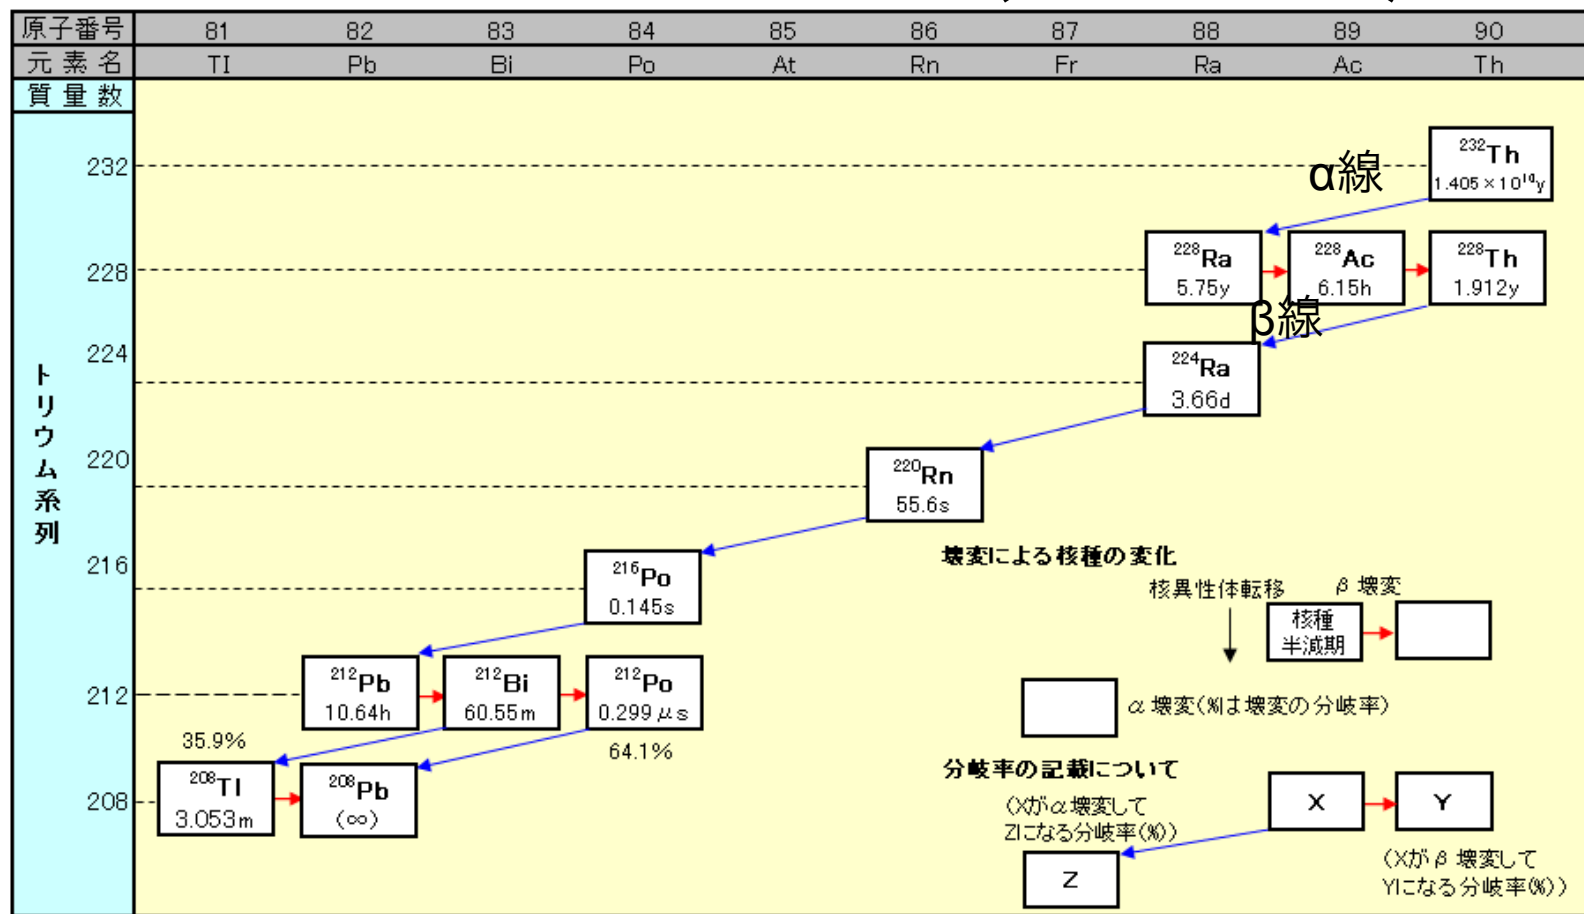 原子番号 81 82 83 84 85 86 87 88 89 90
元素名 TI Pb Bi Po At Rn Fr Ra Ac Th
質量数
トリウム系列
232
²³²Th
1.405×10¹⁰y
α線
228
²²⁸Ra ²²⁸Ac ²²⁸Th
5.75y 6.15h 1.912y
β線
224
²²⁴Ra
3.66d
220
²²⁰Rn
55.6s
216
²¹⁶Po
0.145s
壊変による核種の変化
核異性体転移 β壊変
核種
半減期
212
²¹²Pb ²¹²Bi ²¹²Po
10.64h 60.55m 0.299μs
α壊変(%は壊変の分岐率)
35.9% 64.1%
208
²⁰⁸Tl ²⁰⁸Pb
3.053m (∞)
分岐率の記載について
(Xがα壊変して
Zになる分岐率(%))
X Y
Z
(Xがβ壊変して
Yになる分岐率(%))